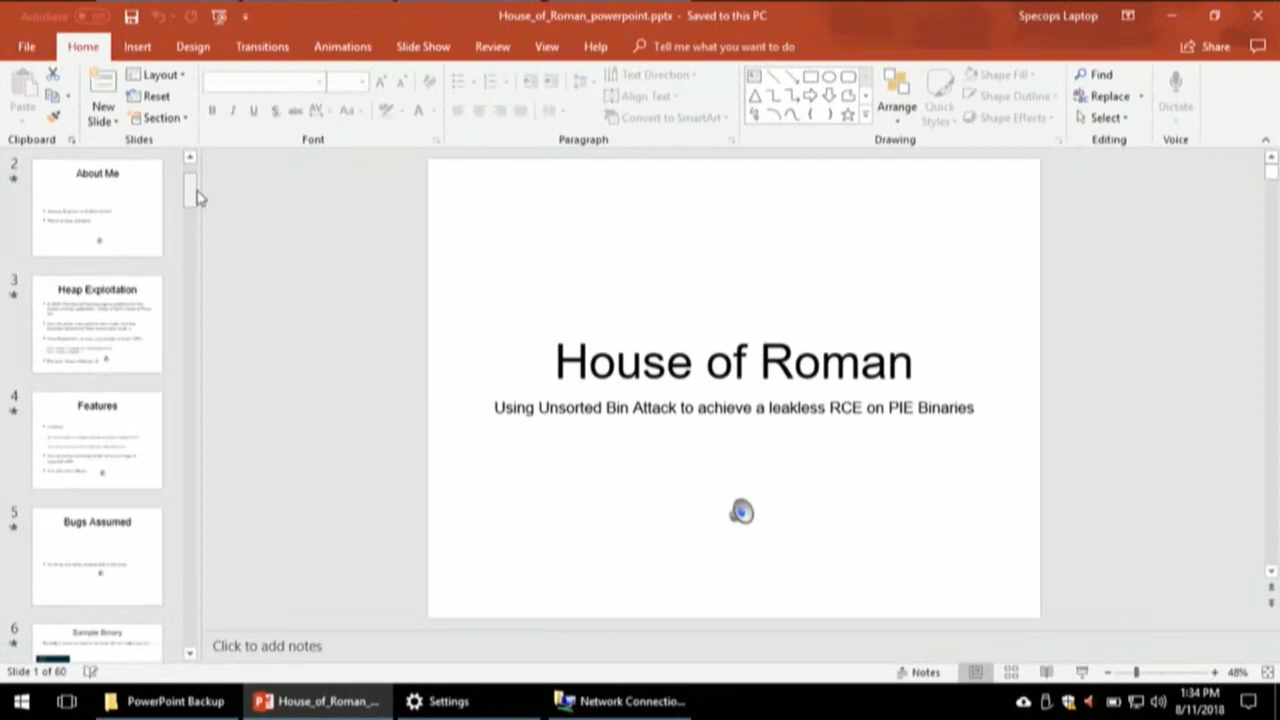 AutoSave
Off
House_of_Roman_powerpoint.pptx - Saved to this PC
Specops Laptop
File
Home
Insert
Design
Transitions
Animations
Slide Show
Review
View
Help
Tell me what you want to do
Share
Paste
New
Slide
Layout
Reset
Section
B I U S abc AV Aa A
Text Direction
Align Text
Convert to SmartArt
Arrange
Quick
Styles
Shape Fill
Shape Outline
Shape Effects
Find
Replace
Select
Dictate
Clipboard
Slides
Font
Paragraph
Drawing
Editing
Voice
2
About Me
3
Heap Exploitation
4
Features
5
Bugs Assumed
6
Sample Binary
House of Roman
Using Unsorted Bin Attack to achieve a leakless RCE on PIE Binaries
Click to add notes
Slide 1 of 60
Notes
48%
PowerPoint Backup
House_of_Roman_...
Settings
Network Connectio...
1:34 PM
8/11/2018